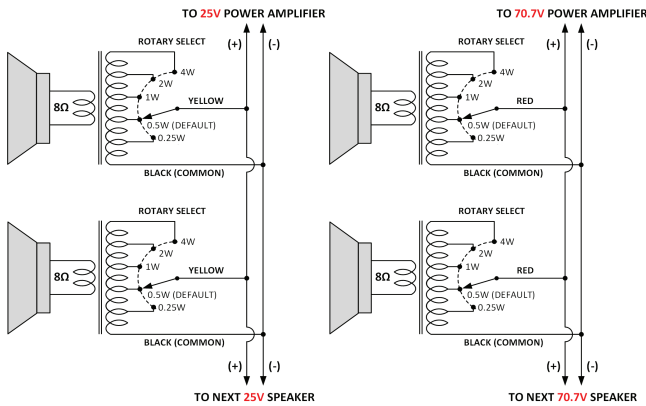 TO 25V POWER AMPLIFIER
(+) (-)
ROTARY SELECT
4W
2W
1W
YELLOW
8Ω
0.5W (DEFAULT)
0.25W
BLACK (COMMON)
ROTARY SELECT
4W
2W
1W
YELLOW
8Ω
0.5W (DEFAULT)
0.25W
BLACK (COMMON)
(+) (-)
TO NEXT 25V SPEAKER
TO 70.7V POWER AMPLIFIER
(+) (-)
ROTARY SELECT
4W
2W
1W
RED
8Ω
0.5W (DEFAULT)
0.25W
BLACK (COMMON)
ROTARY SELECT
4W
2W
1W
RED
8Ω
0.5W (DEFAULT)
0.25W
BLACK (COMMON)
(+) (-)
TO NEXT 70.7V SPEAKER